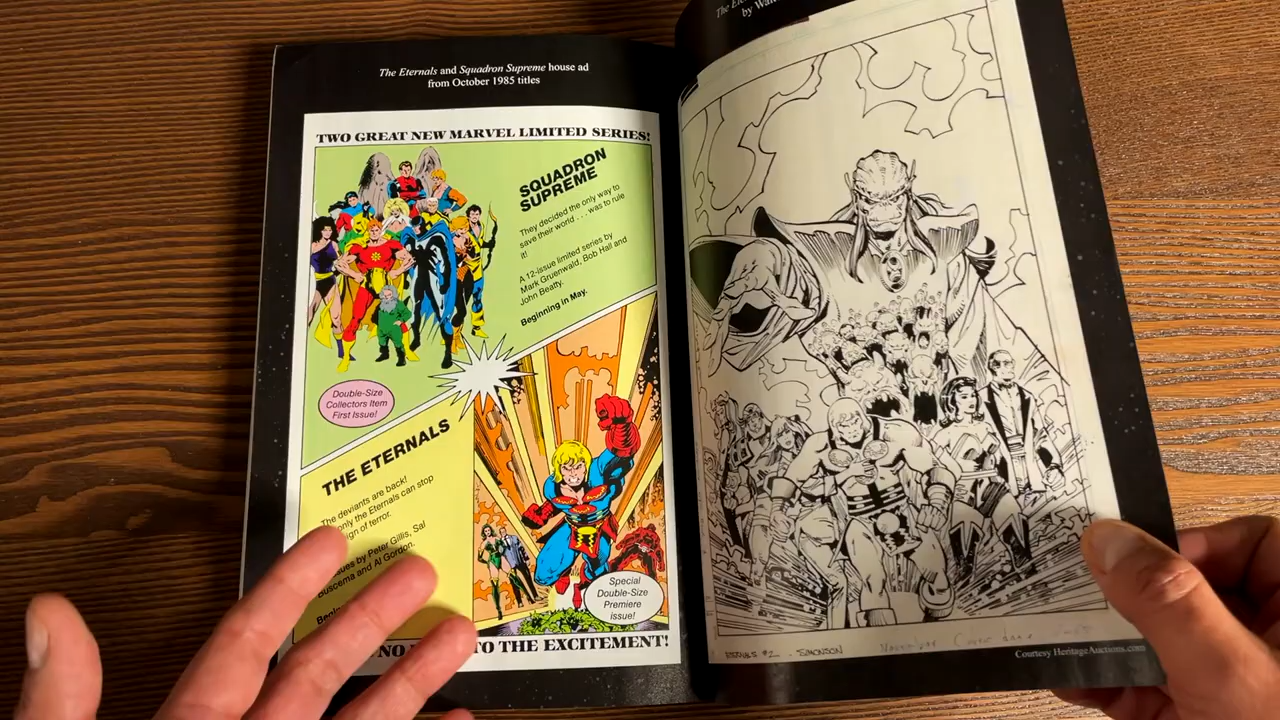 The Eternals and Squadron Supreme house ad
from October 1985 titles
TWO GREAT NEW MARVEL LIMITED SERIES!
SQUADRON
SUPREME
They decided the only way to
save their world . . . was to rule
it!
A 12-issue limited series by
Mark Gruenwald, Bob Hall and
John Beatty.
Beginning in May.
Double-Size
Collectors Item
First Issue!
THE ETERNALS
The deviants are back!
only the Eternals can stop
of terror.
by Peter Gillis, Sal
Buscema and Al Gordon.
Special
Double-Size
Premiere
issue!
NO TO THE EXCITEMENT!
The
by
#2 . SIMONSON
Cover
Courtesy HeritageAuctions.com